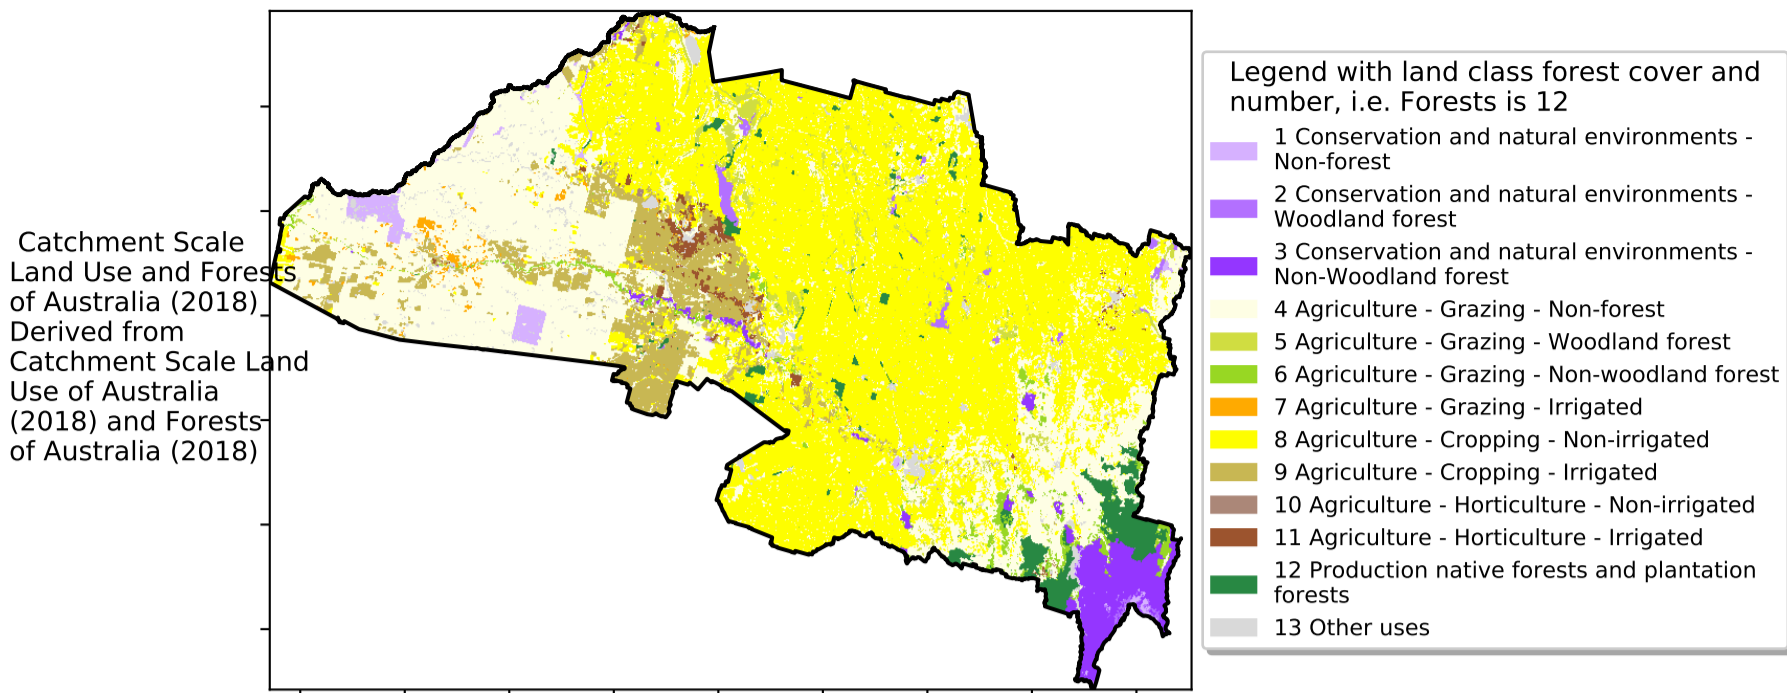 Catchment Scale
Land Use and Forests
of Australia (2018)
Derived from
Catchment Scale Land
Use of Australia
(2018) and Forests
of Australia (2018)
Legend with land class forest cover and
number, i.e. Forests is 12
1 Conservation and natural environments -
Non-forest
2 Conservation and natural environments -
Woodland forest
3 Conservation and natural environments -
Non-Woodland forest
4 Agriculture - Grazing - Non-forest
5 Agriculture - Grazing - Woodland forest
6 Agriculture - Grazing - Non-woodland forest
7 Agriculture - Grazing - Irrigated
8 Agriculture - Cropping - Non-irrigated
9 Agriculture - Cropping - Irrigated
10 Agriculture - Horticulture - Non-irrigated
11 Agriculture - Horticulture - Irrigated
12 Production native forests and plantation
forests
13 Other uses